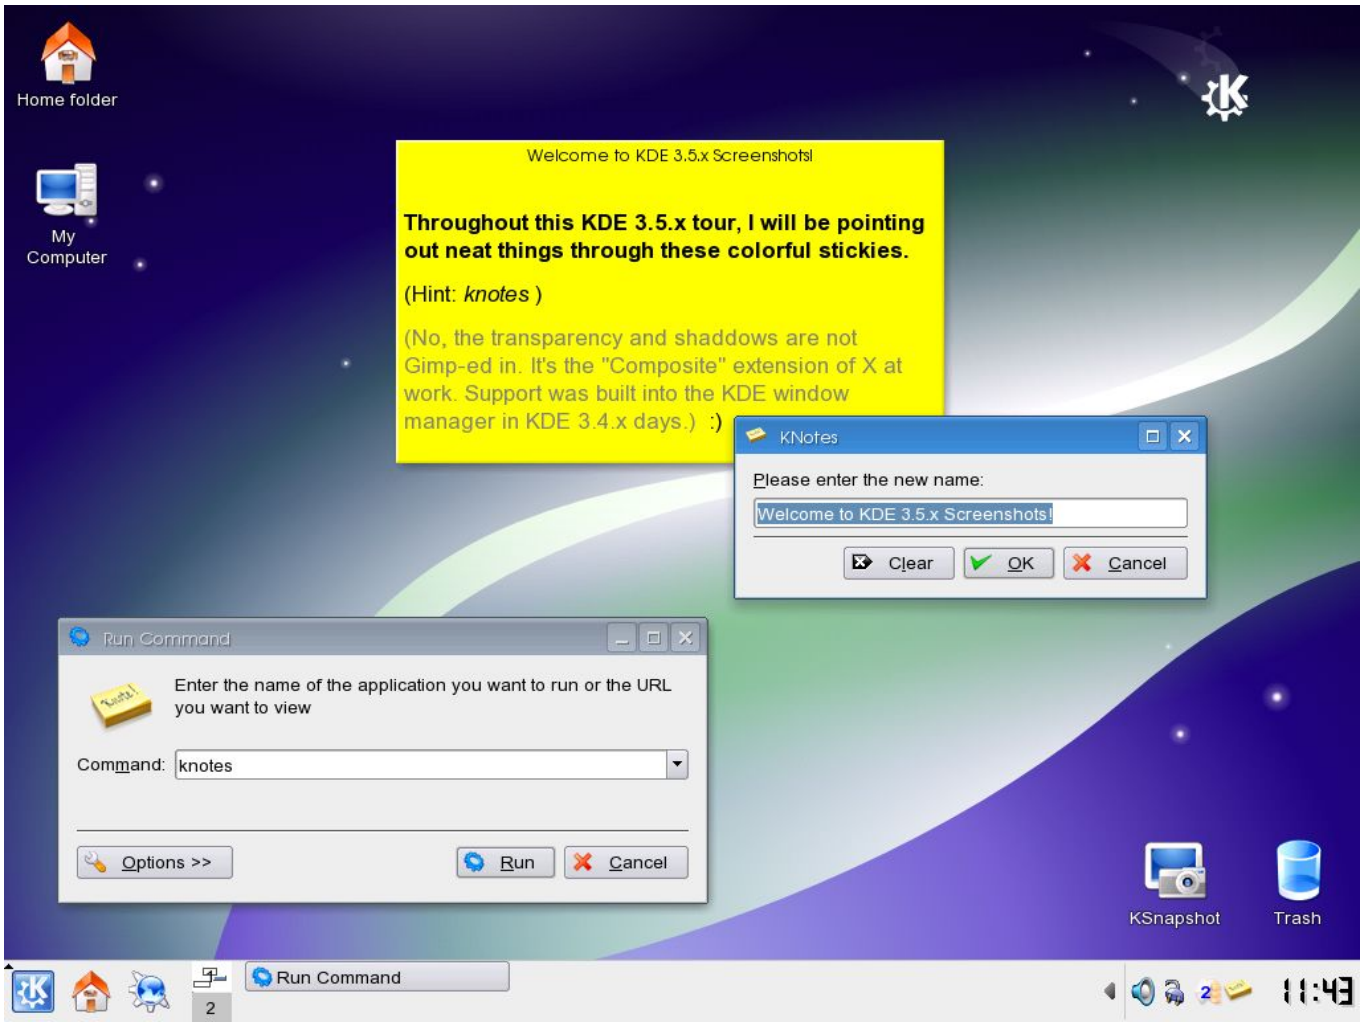 Home folder
My
Computer
Welcome to KDE 3.5.x Screenshots!
Throughout this KDE 3.5.x tour, I will be pointing
out neat things through these colorful stickies.
(Hint: knotes )
(No, the transparency and shaddows are not
Gimp-ed in. It's the "Composite" extension of X at
work. Support was built into the KDE window
manager in KDE 3.4.x days.)  :)
KNotes
Please enter the new name:
Welcome to KDE 3.5.x Screenshots!
Clear
OK
Cancel
Run Command
Enter the name of the application you want to run or the URL
you want to view
Command: knotes
Options >>
Run
Cancel
KSnapshot
Trash
2
Run Command
2
11:43